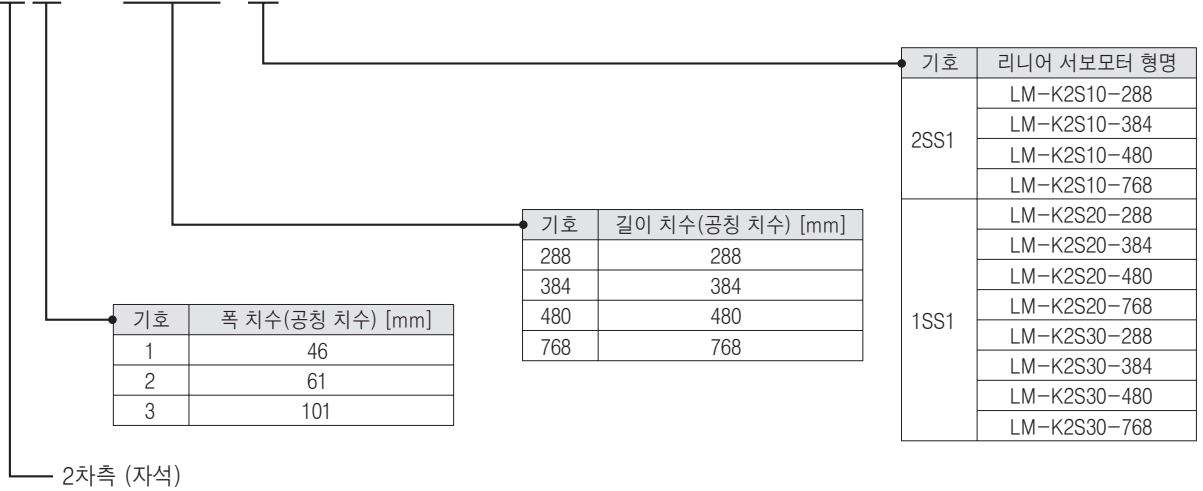 기호 리니어 서보모터 형명
2SS1
LM-K2S10-288
LM-K2S10-384
LM-K2S10-480
LM-K2S10-768
1SS1
LM-K2S20-288
LM-K2S20-384
LM-K2S20-480
LM-K2S20-768
LM-K2S30-288
LM-K2S30-384
LM-K2S30-480
LM-K2S30-768
기호 길이 치수(공칭 치수) [mm]
288 288
384 384
480 480
768 768
기호 폭 치수(공칭 치수) [mm]
1 46
2 61
3 101
2차측 (자석)